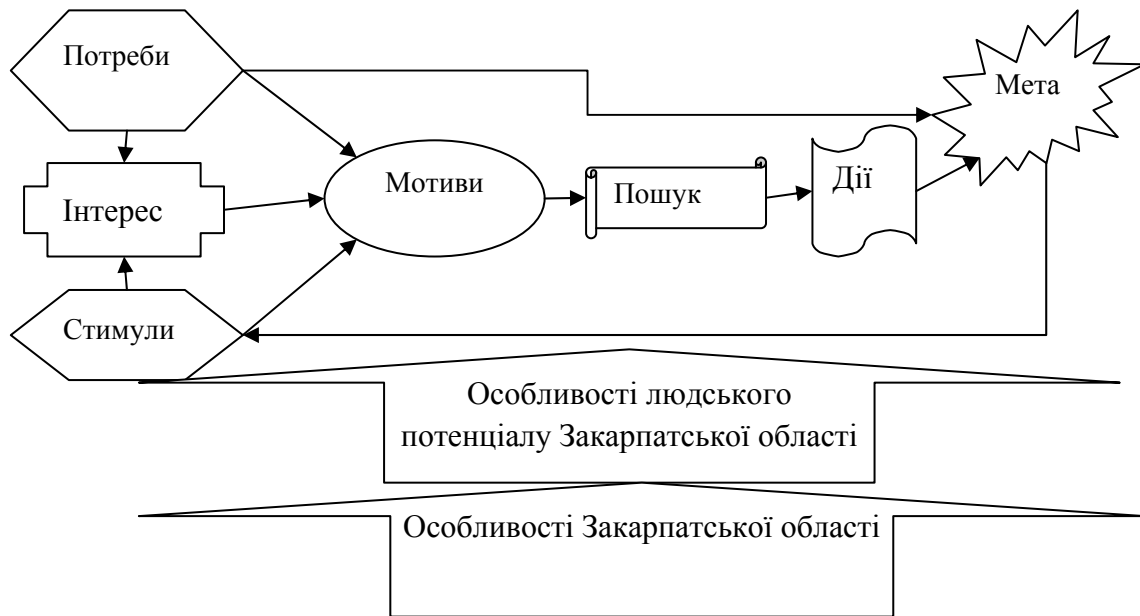 Потреби
Мета
Інтерес
Мотиви
Пошук
Дії
Стимули
Особливості людського
потенціалу Закарпатської області
Особливості Закарпатської області